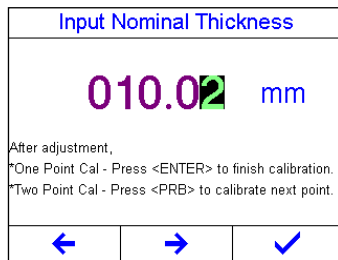 Input Nominal Thickness
010.02 mm
After adjustment,
*One Point Cal - Press <ENTER> to finish calibration.
*Two Point Cal - Press <PRB> to calibrate next point.